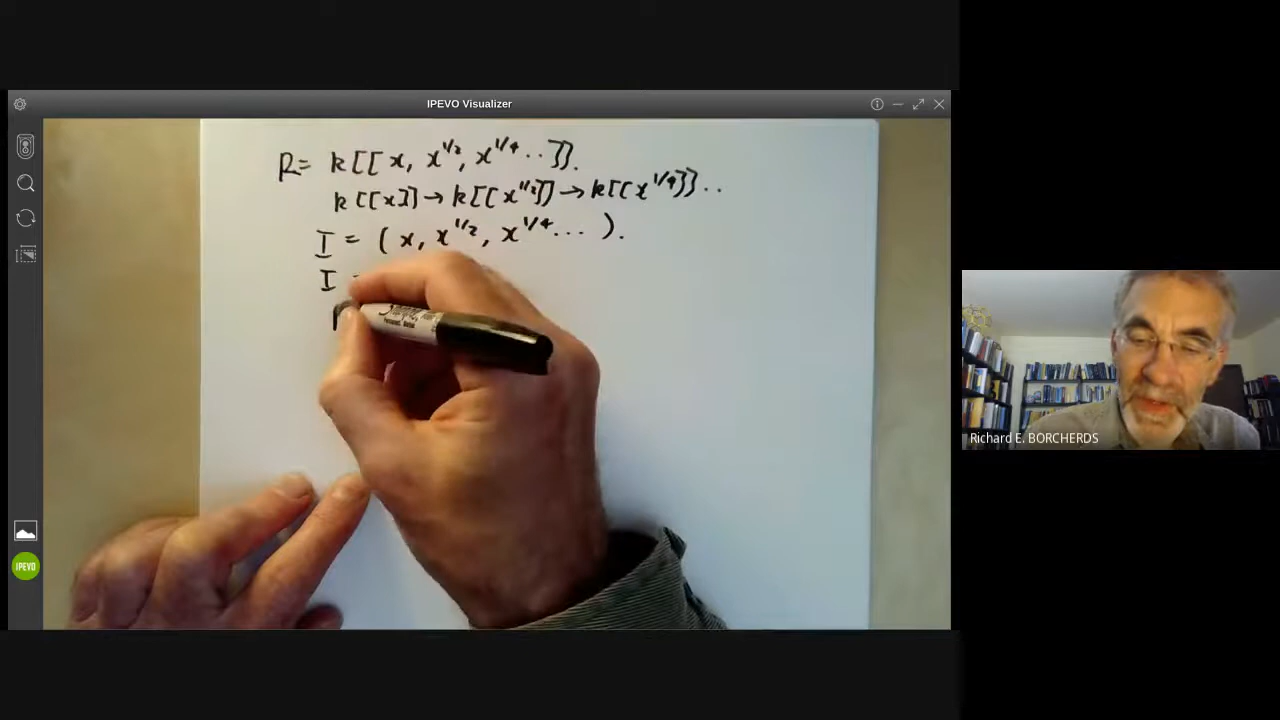 IPEVO Visualizer
R= k[[x, x^{1/2}, x^{1/4}..]].
k[[x]] → k[[x^{1/2}]] → k[[x^{1/4}]]..
I = (x, x^{1/2}, x^{1/4}... ).
I =
Richard E. BORCHERDS
IPEVO